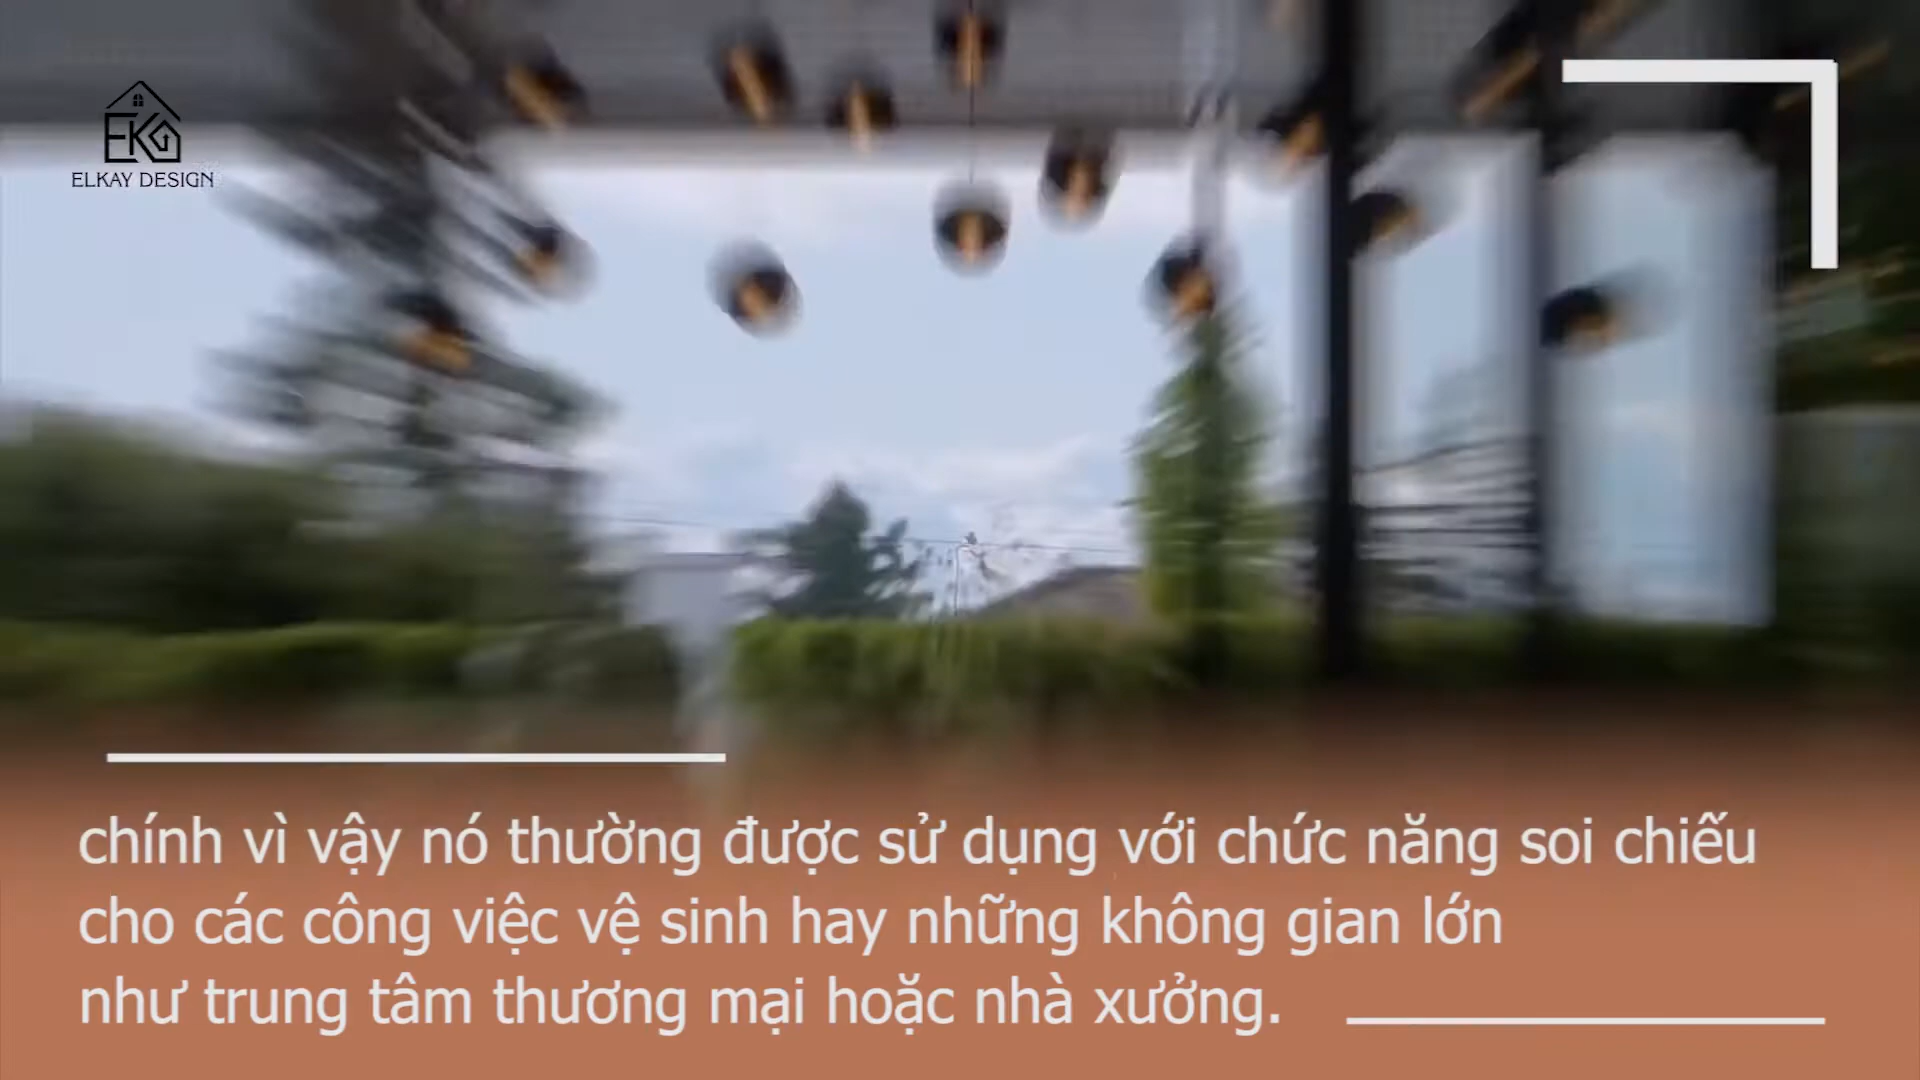 EKG
ELKAY DESIGN
chính vì vậy nó thường được sử dụng với chức năng soi chiếu
cho các công việc vệ sinh hay những không gian lớn
như trung tâm thương mại hoặc nhà xưởng.